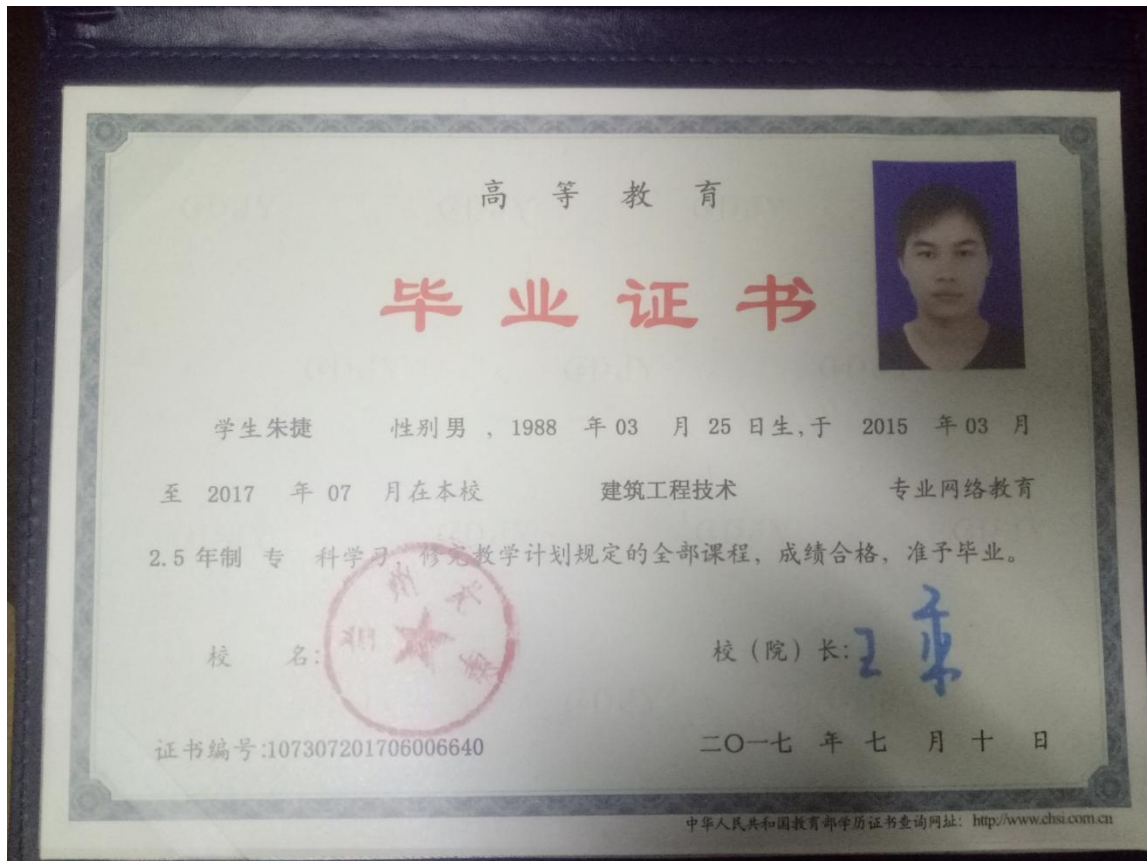 高等教育
毕业证书
学生朱捷 性别男 ，1988 年 03 月 25 日生,于 2015 年 03 月
至 2017 年 07 月在本校 建筑工程技术 专业网络教育
2.5 年制 专 科学习 修完教学计划规定的全部课程，成绩合格，准予毕业。
兰州大学
校 名: 校（院）长:
证书编号:107307201706006640 二〇一七 年 七 月 十 日
中华人民共和国教育部学历证书查询网址：http://www.chsi.com.cn